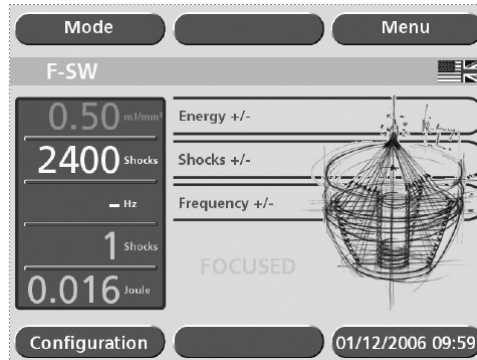 Mode Menu
F-SW
0.50 mJ/mm² Energy +/-
2400 Shocks Shocks +/-
- Hz Frequency +/-
1 Shocks
FOCUSED
0.016 Joule
Configuration 01/12/2006 09:59